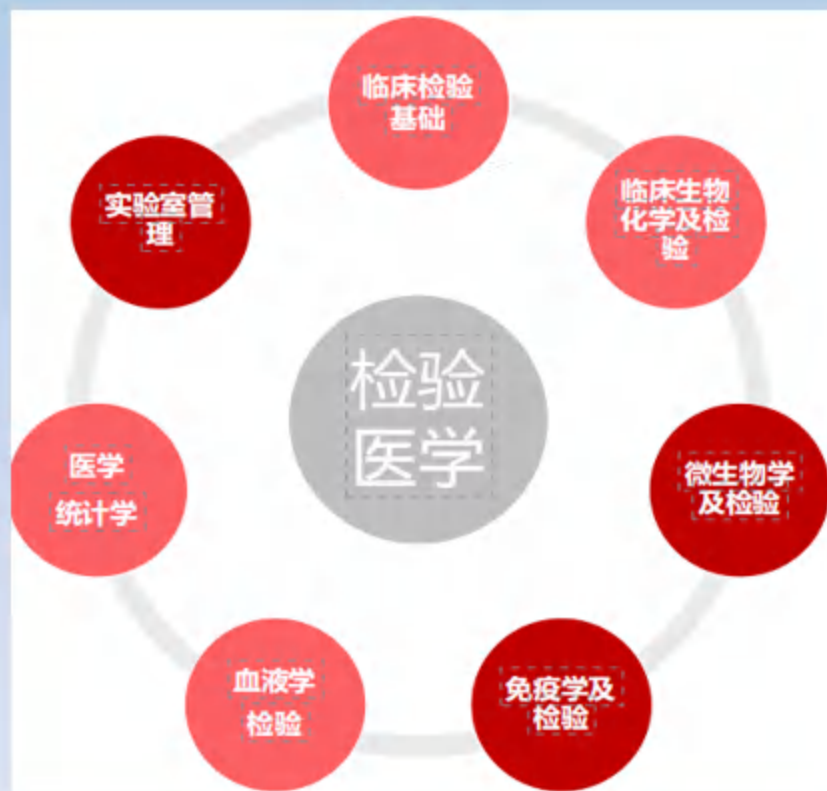 临床检验
基础
临床生物
化学及检
验
微生物学
及检验
免疫学及
检验
血液学
检验
医学
统计学
实验室管
理
检验
医学